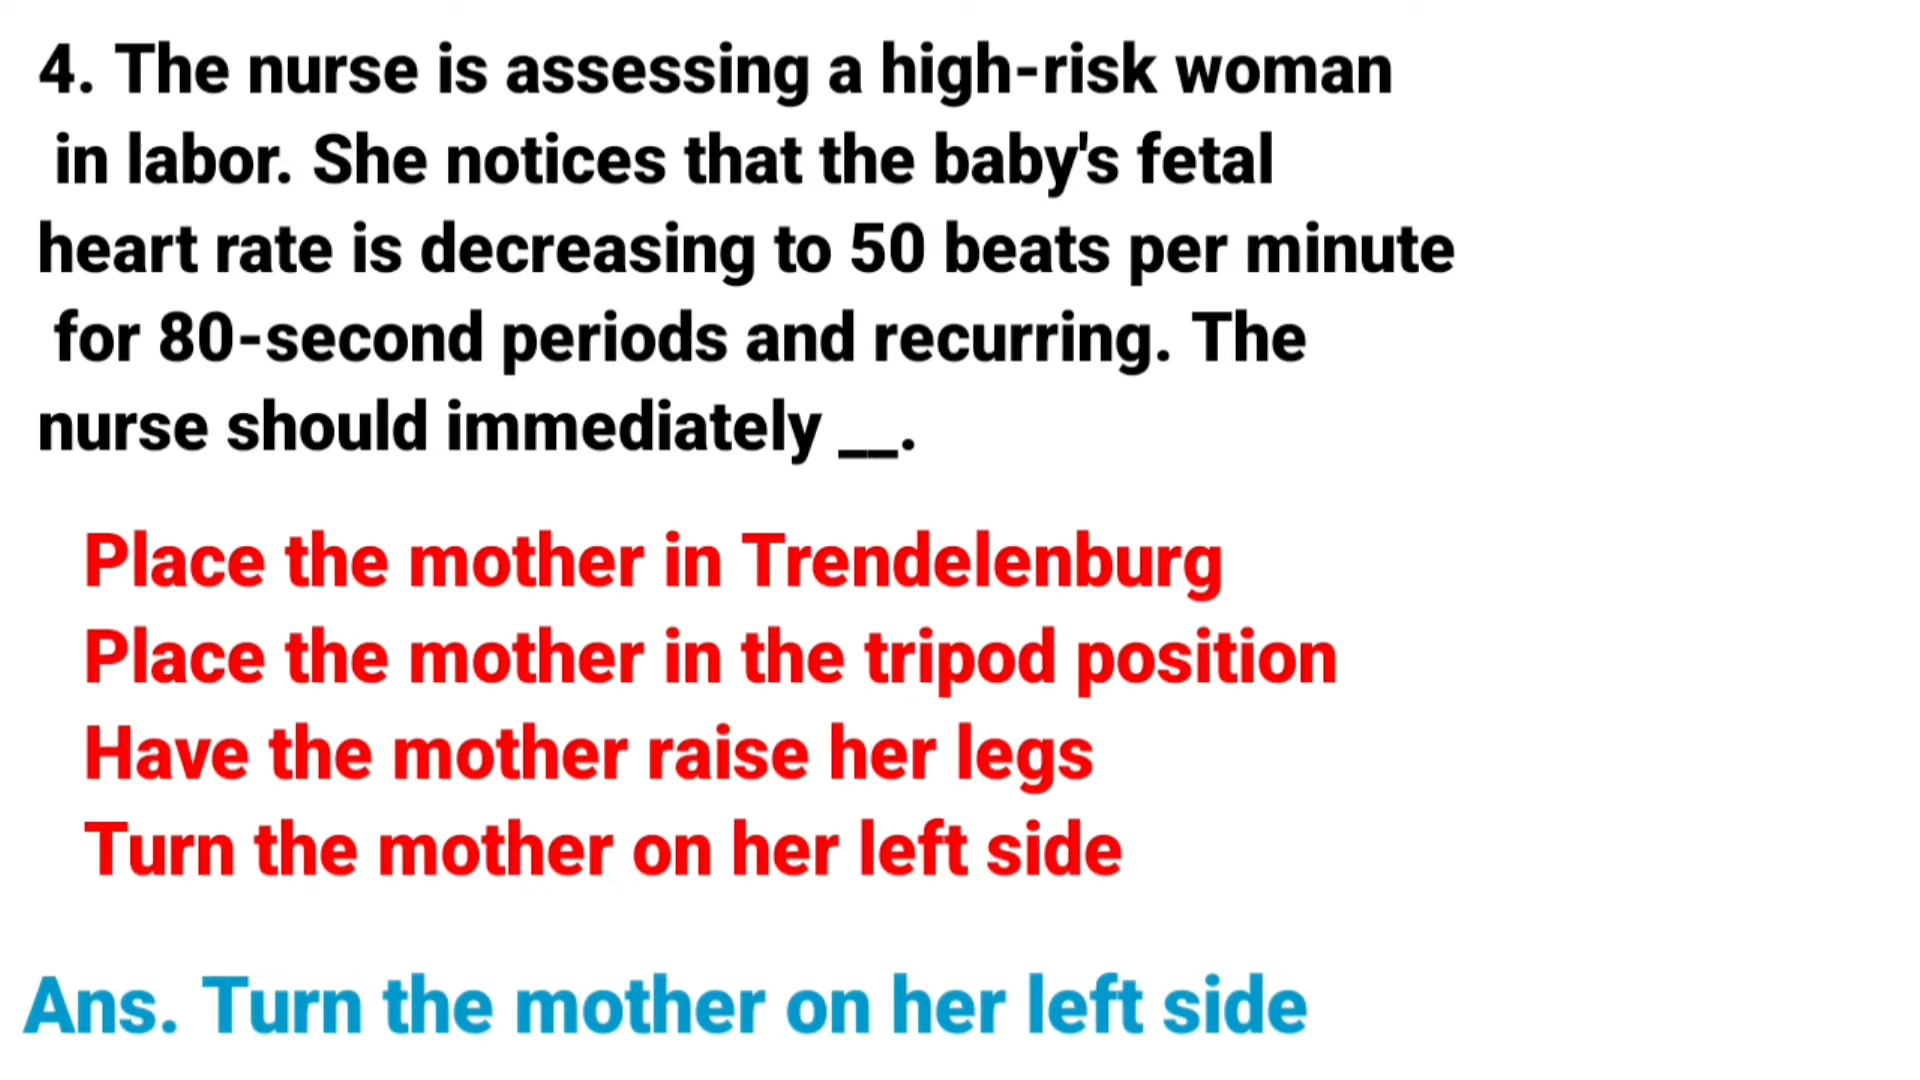 4. The nurse is assessing a high-risk woman
in labor. She notices that the baby's fetal
heart rate is decreasing to 50 beats per minute
for 80-second periods and recurring. The
nurse should immediately __.
Place the mother in Trendelenburg
Place the mother in the tripod position
Have the mother raise her legs
Turn the mother on her left side
Ans. Turn the mother on her left side